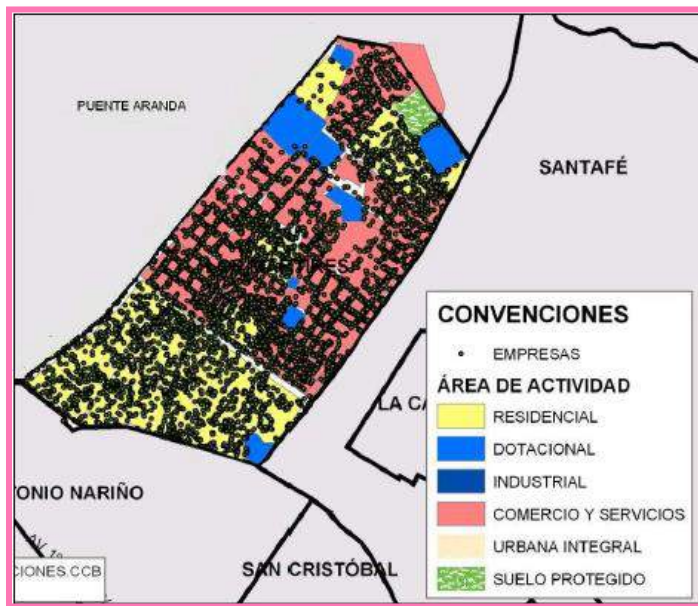 PUENTE ARANDA
SANTAFÉ
CONVENCIONES
EMPRESAS
ÁREA DE ACTIVIDAD
RESIDENCIAL
DOTACIONAL
INDUSTRIAL
COMERCIO Y SERVICIOS
URBANA INTEGRAL
SUELO PROTEGIDO
LA CA
TONIO NARIÑO
SAN CRISTÓBAL
CIONES.CCB